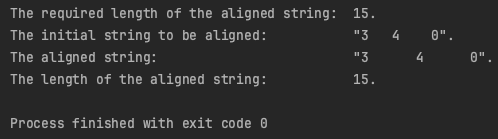 The required length of the aligned string:  15.
The initial string to be aligned:           "3   4    0".
The aligned string:                         "3      4      0".
The length of the aligned string:           15.
Process finished with exit code 0